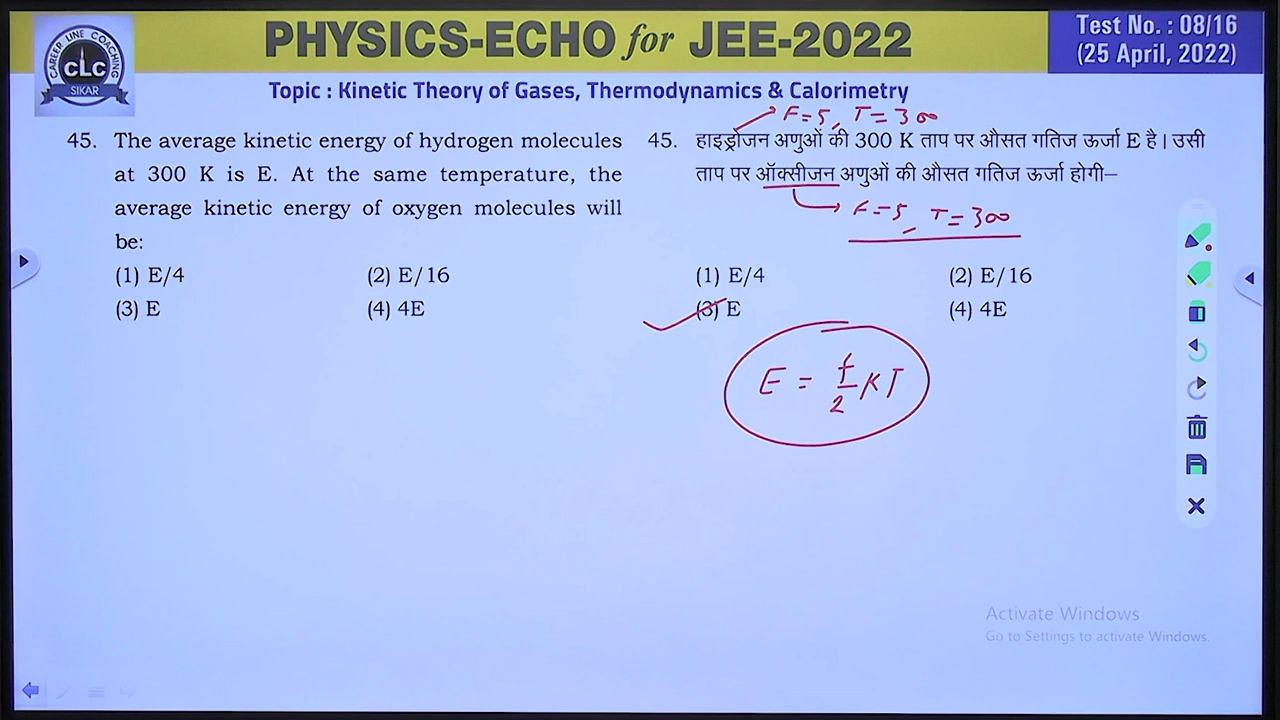 CAREER LINE COACHING
CLC
SIKAR
PHYSICS-ECHO for JEE-2022
Test No. : 08/16
(25 April, 2022)
Topic : Kinetic Theory of Gases, Thermodynamics & Calorimetry
45. The average kinetic energy of hydrogen molecules
at 300 K is E. At the same temperature, the
average kinetic energy of oxygen molecules will
be:
(1) E/4 (2) E/16
(3) E (4) 4E
F=5, T=300
45. हाइड्रोजन अणुओं की 300 K ताप पर औसत गतिज ऊर्जा E है। उसी
ताप पर ऑक्सीजन अणुओं की औसत गतिज ऊर्जा होगी–
F=5, T=300
(1) E/4 (2) E/16
(3) E (4) 4E
E = f/2 KT
Activate Windows
Go to Settings to activate Windows.